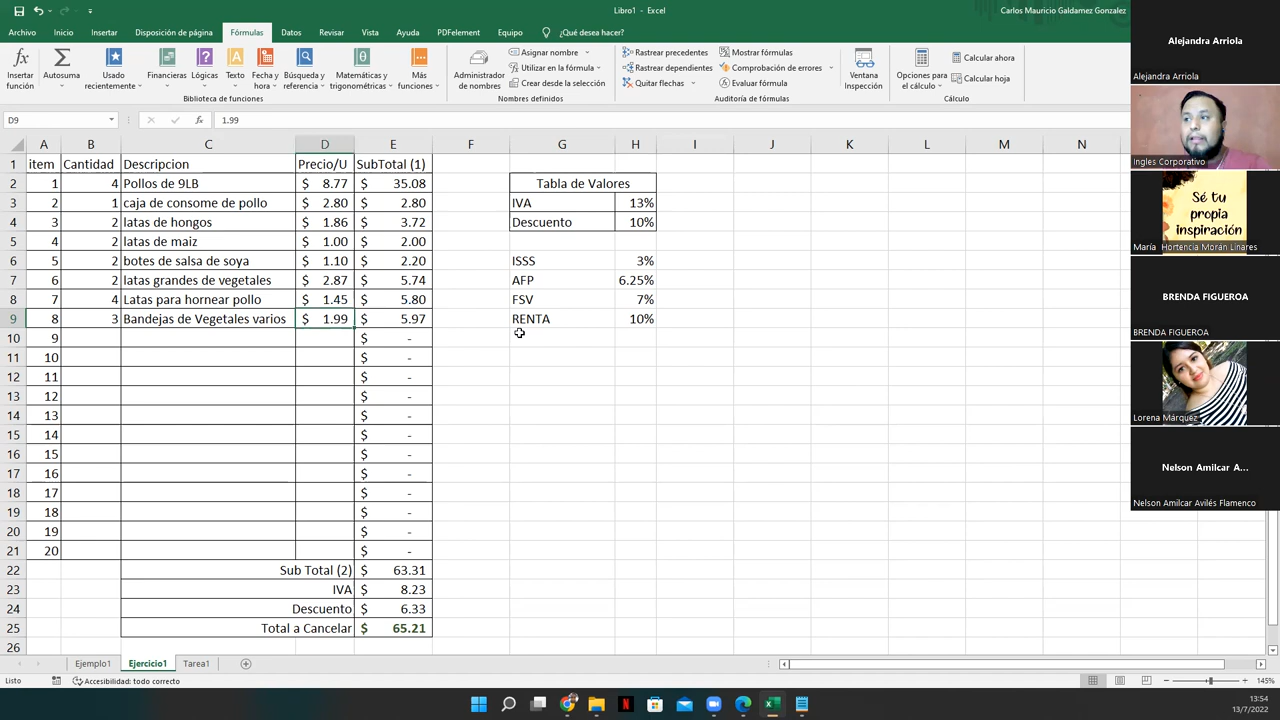 Libro1 - Excel
Carlos Mauricio Galdamez Gonzalez
Archivo Inicio Insertar Disposición de página Fórmulas Datos Revisar Vista Ayuda PDFelement Equipo ¿Qué desea hacer?
Insertar función
Autosuma
Usado recientemente
Financieras
Lógicas
Texto
Fecha y hora
Búsqueda y referencia
Matemáticas y trigonométricas
Más funciones
Biblioteca de funciones
Administrador de nombres
Asignar nombre
Utilizar en la fórmula
Crear desde la selección
Nombres definidos
Rastrear precedentes
Rastrear dependientes
Quitar flechas
Mostrar fórmulas
Comprobación de errores
Evaluar fórmula
Auditoría de fórmulas
Ventana Inspección
Opciones para el cálculo
Calcular ahora
Calcular hoja
Cálculo
D9 fx 1.99
A B C D E F G H I J K L M N
1 item Cantidad Descripcion Precio/U SubTotal (1)
2 1 4 Pollos de 9LB $ 8.77 $ 35.08 Tabla de Valores
3 2 1 caja de consome de pollo $ 2.80 $ 2.80 IVA 13%
4 3 2 latas de hongos $ 1.86 $ 3.72 Descuento 10%
5 4 2 latas de maiz $ 1.00 $ 2.00
6 5 2 botes de salsa de soya $ 1.10 $ 2.20 ISSS 3%
7 6 2 latas grandes de vegetales $ 2.87 $ 5.74 AFP 6.25%
8 7 4 Latas para hornear pollo $ 1.45 $ 5.80 FSV 7%
9 8 3 Bandejas de Vegetales varios $ 1.99 $ 5.97 RENTA 10%
10 9 $ -
11 10 $ -
12 11 $ -
13 12 $ -
14 13 $ -
15 14 $ -
16 15 $ -
17 16 $ -
18 17 $ -
19 18 $ -
20 19 $ -
21 20 $ -
22 Sub Total (2) $ 63.31
23 IVA $ 8.23
24 Descuento $ 6.33
25 Total a Cancelar $ 65.21
26
Ejemplo1 Ejercicio1 Tarea1
Listo Accesibilidad: todo correcto 145%
13:54
13/7/2022
Alejandra Arriola
Alejandra Arriola
Ingles Corporativo
Sé tu
propia
inspiración
María Hortencia Morán Linares
BRENDA FIGUEROA
BRENDA FIGUEROA
Lorena Márquez
Nelson Amilcar A...
Nelson Amilcar Avilés Flamenco